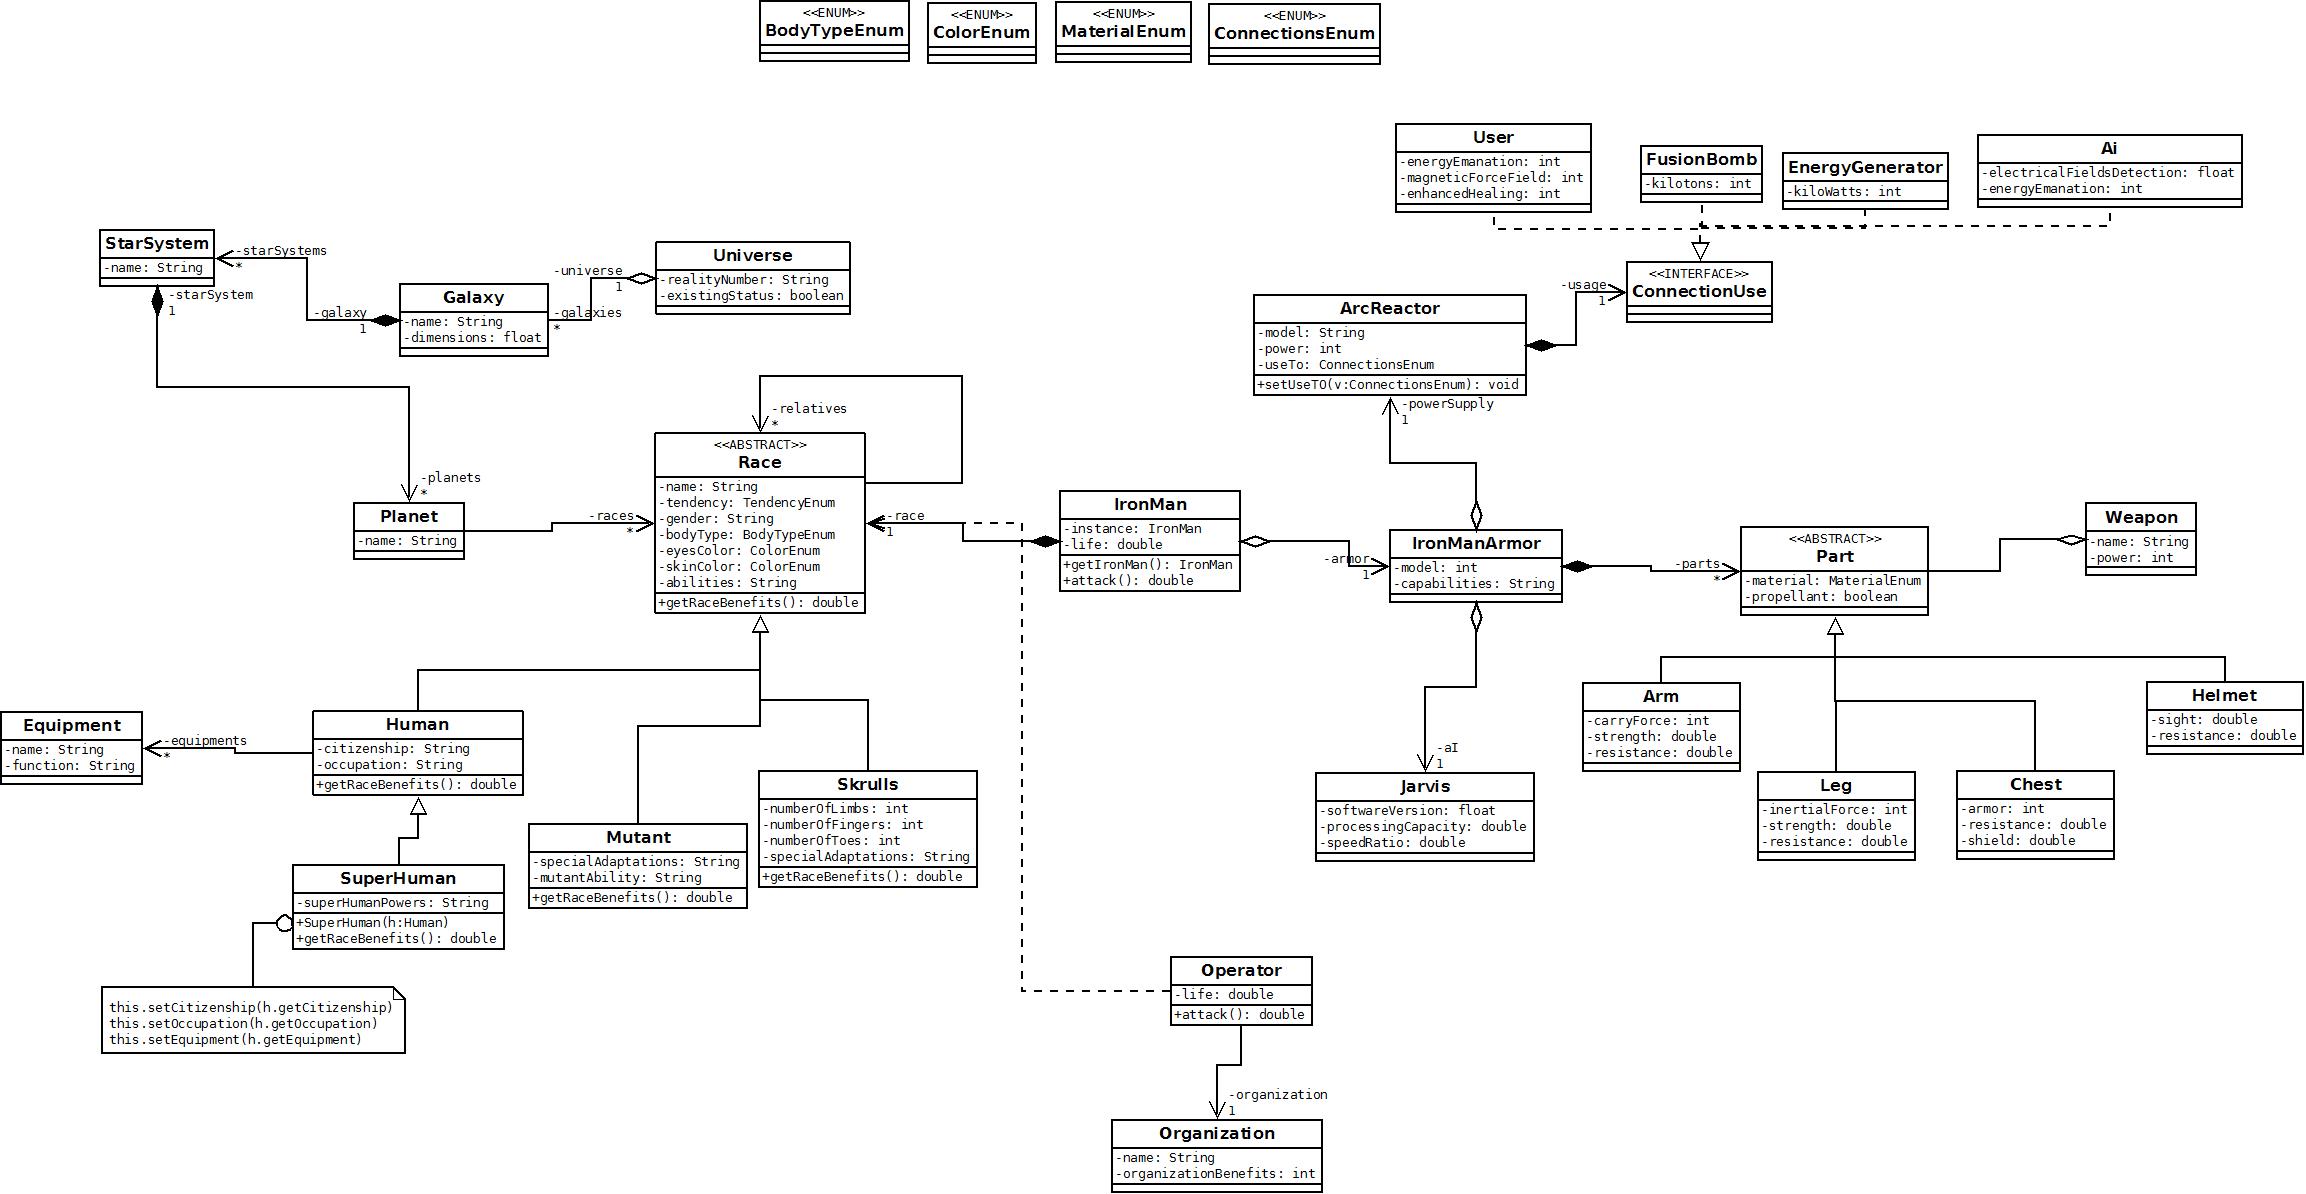 <<ENUM>>
BodyTypeEnum
<<ENUM>>
ColorEnum
<<ENUM>>
MaterialEnum
<<ENUM>>
ConnectionsEnum
User
-energyEmanation: int
-magneticForceField: int
-enhancedHealing: int
FusionBomb
-kilotons: int
EnergyGenerator
-kiloWatts: int
Ai
-electricalFieldsDetection: float
-energyEmanation: int
StarSystem
-name: String
-starSystems
*
-starSystem
1
Galaxy
-name: String
-dimensions: float
-galaxy
1
-universe
1
-galaxies
*
Universe
-realityNumber: String
-existingStatus: boolean
<<INTERFACE>>
ConnectionUse
-usage
1
ArcReactor
-model: String
-power: int
-useTo: ConnectionsEnum
+setUseTO(v:ConnectionsEnum): void
-powerSupply
1
-relatives
*
<<ABSTRACT>>
Race
-name: String
-tendency: TendencyEnum
-gender: String
-bodyType: BodyTypeEnum
-eyesColor: ColorEnum
-skinColor: ColorEnum
-abilities: String
+getRaceBenefits(): double
-planets
*
Planet
-name: String
-races
*
-race
1
IronMan
-instance: IronMan
-life: double
+getIronMan(): IronMan
+attack(): double
-armor
1
IronManArmor
-model: int
-capabilities: String
-parts
*
<<ABSTRACT>>
Part
-material: MaterialEnum
-propellant: boolean
Weapon
-name: String
-power: int
Equipment
-name: String
-function: String
-equipments
*
Human
-citizenship: String
-occupation: String
+getRaceBenefits(): double
Mutant
-specialAdaptations: String
-mutantAbility: String
+getRaceBenefits(): double
Skrulls
-numberOfLimbs: int
-numberOfFingers: int
-numberOfToes: int
-specialAdaptations: String
+getRaceBenefits(): double
-aI
1
Jarvis
-softwareVersion: float
-processingCapacity: double
-speedRatio: double
Arm
-carryForce: int
-strength: double
-resistance: double
Leg
-inertialForce: int
-strength: double
-resistance: double
Chest
-armor: int
-resistance: double
-shield: double
Helmet
-sight: double
-resistance: double
SuperHuman
-superHumanPowers: String
+SuperHuman(h:Human)
+getRaceBenefits(): double
this.setCitizenship(h.getCitizenship)
this.setOccupation(h.getOccupation)
this.setEquipment(h.getEquipment)
Operator
-life: double
+attack(): double
-organization
1
Organization
-name: String
-organizationBenefits: int